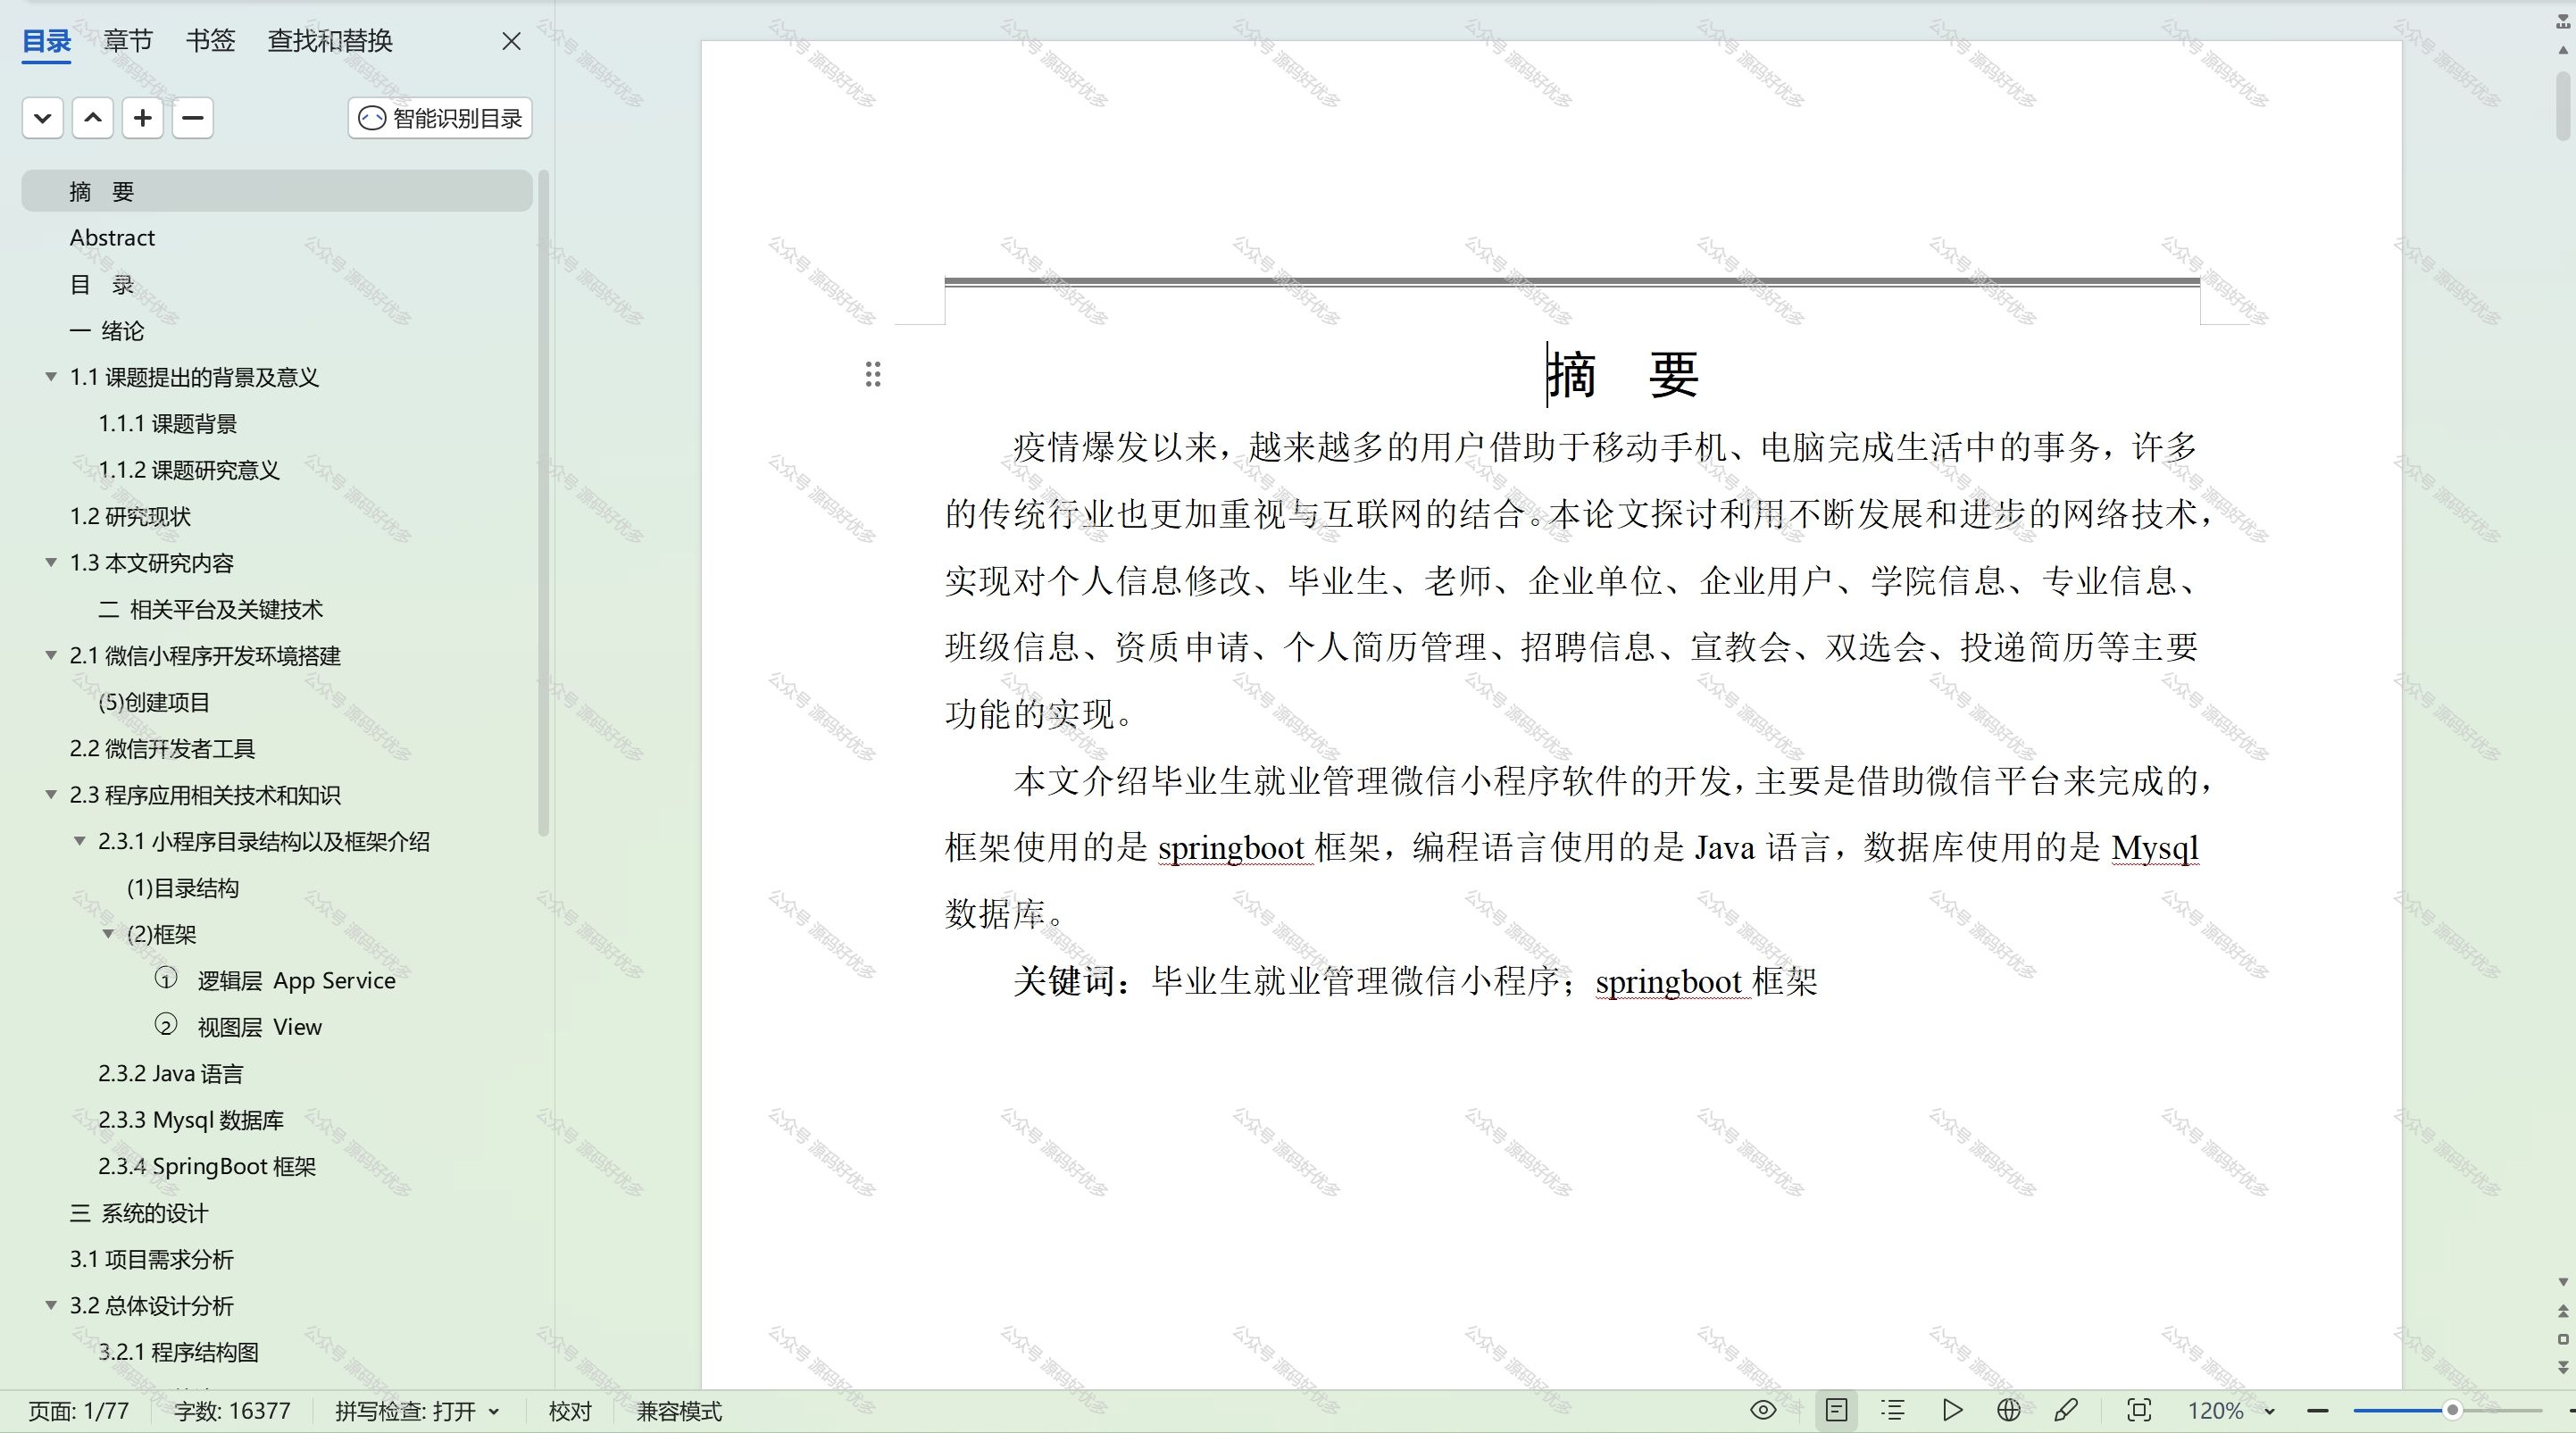 目录 章节 书签 查找和替换
智能识别目录
摘 要
Abstract
目 录
一 绪论
1.1 课题提出的背景及意义
1.1.1 课题背景
1.1.2 课题研究意义
1.2 研究现状
1.3 本文研究内容
二 相关平台及关键技术
2.1 微信小程序开发环境搭建
(5)创建项目
2.2 微信开发者工具
2.3 程序应用相关技术和知识
2.3.1 小程序目录结构以及框架介绍
(1)目录结构
(2)框架
① 逻辑层 App Service
② 视图层 View
2.3.2 Java 语言
2.3.3 Mysql 数据库
2.3.4 SpringBoot 框架
三 系统的设计
3.1 项目需求分析
3.2 总体设计分析
3.2.1 程序结构图
摘 要
疫情爆发以来，越来越多的用户借助于移动手机、电脑完成生活中的事务，许多
的传统行业也更加重视与互联网的结合。本论文探讨利用不断发展和进步的网络技术，
实现对个人信息修改、毕业生、老师、企业单位、企业用户、学院信息、专业信息、
班级信息、资质申请、个人简历管理、招聘信息、宣教会、双选会、投递简历等主要
功能的实现。
本文介绍毕业生就业管理微信小程序软件的开发，主要是借助微信平台来完成的，
框架使用的是 springboot 框架，编程语言使用的是 Java 语言，数据库使用的是 Mysql
数据库。
关键词：毕业生就业管理微信小程序；springboot 框架
页面: 1/77 字数: 16377 拼写检查: 打开 校对 兼容模式 120%
公众号 源码好优多